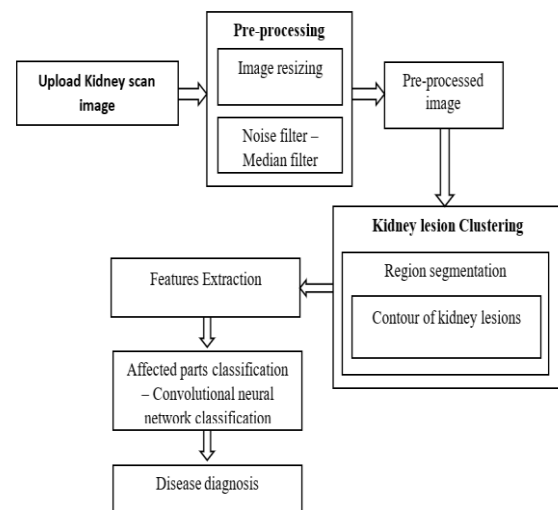 Pre-processing
Image resizing
Upload Kidney scan
image
Noise filter –
Median filter
Pre-processed
image
Kidney lesion Clustering
Region segmentation
Contour of kidney lesions
Features Extraction
Affected parts classification
– Convolutional neural
network classification
Disease diagnosis